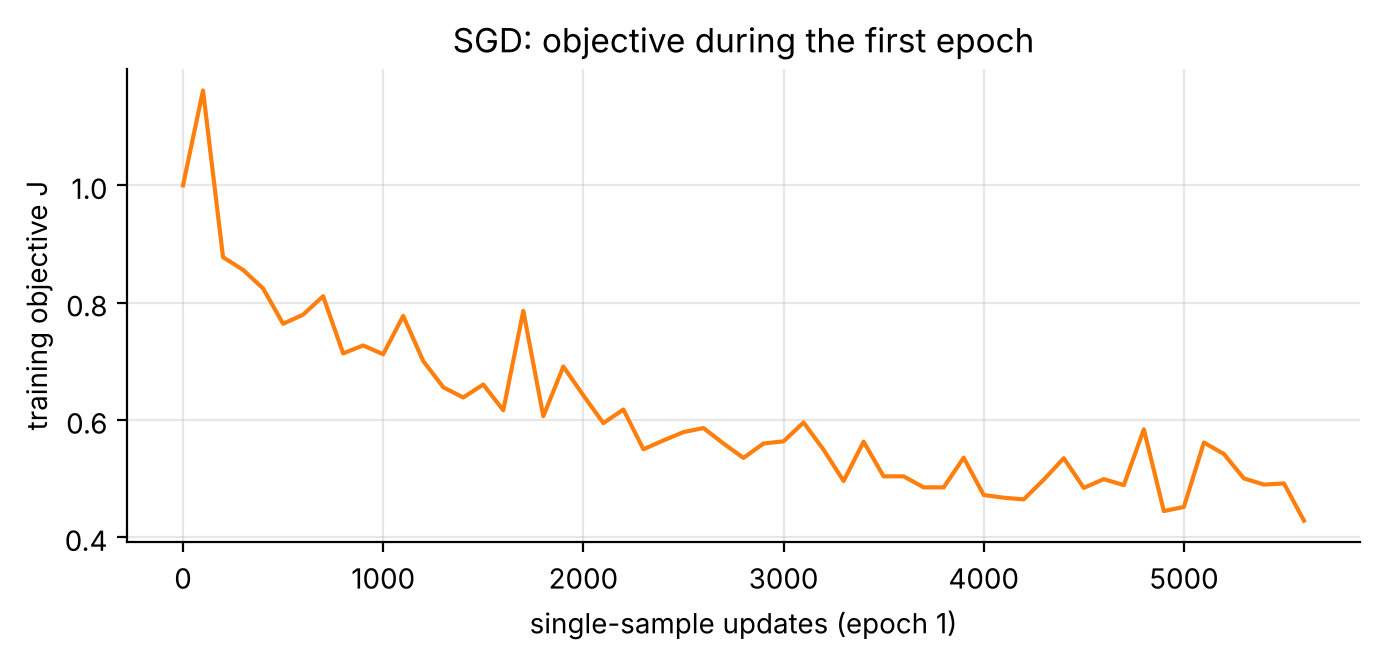 SGD: objective during the first epoch
training objective J
1.0
0.8
0.6
0.4
0 1000 2000 3000 4000 5000
single-sample updates (epoch 1)